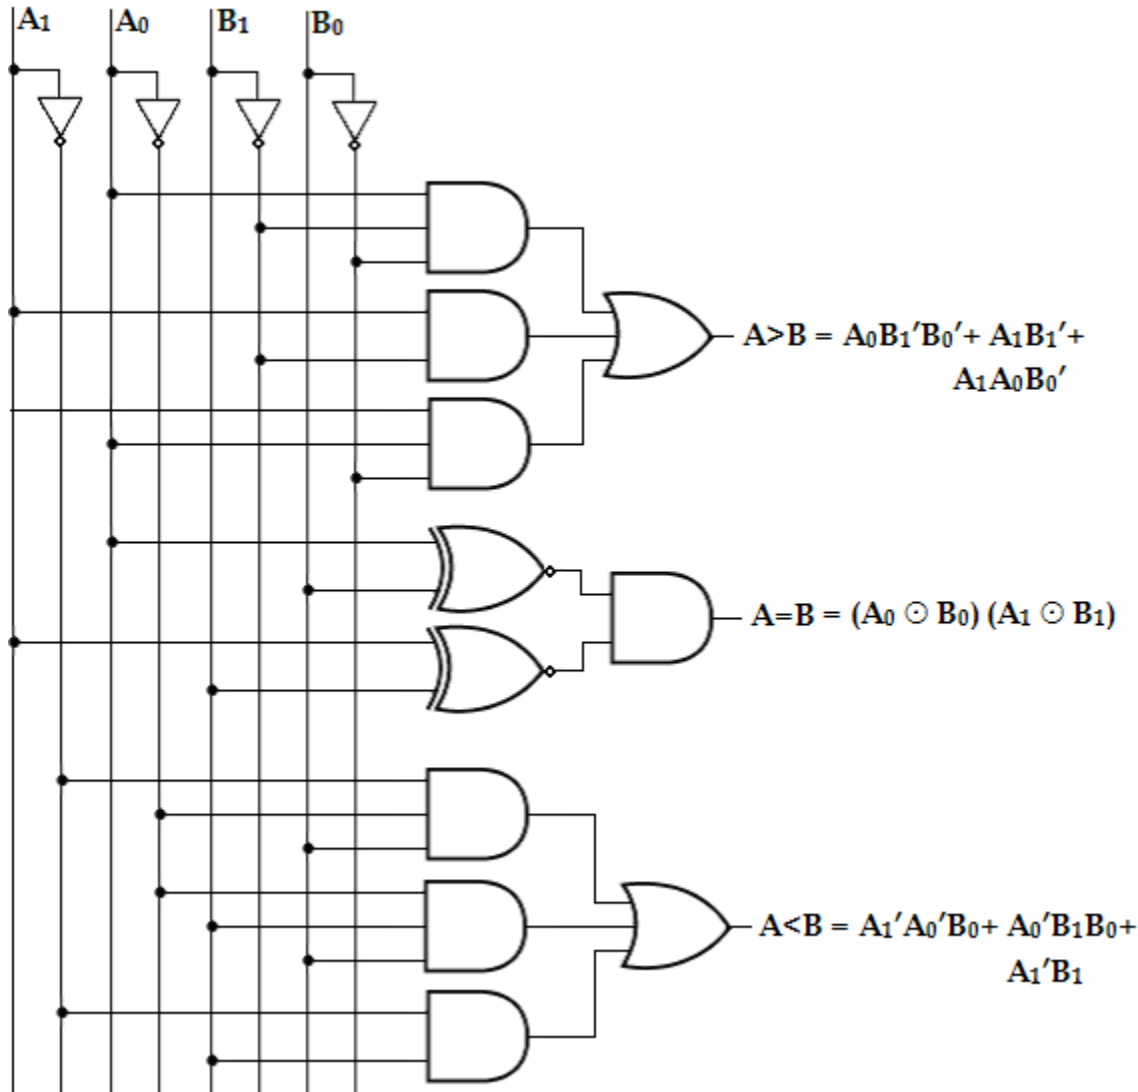 A₁ A₀ B₁ B₀
A>B = A₀B₁′B₀′+ A₁B₁′+
A₁A₀B₀′
A=B = (A₀ ⊙ B₀) (A₁ ⊙ B₁)
A<B = A₁′A₀′B₀+ A₀′B₁B₀+
A₁′B₁